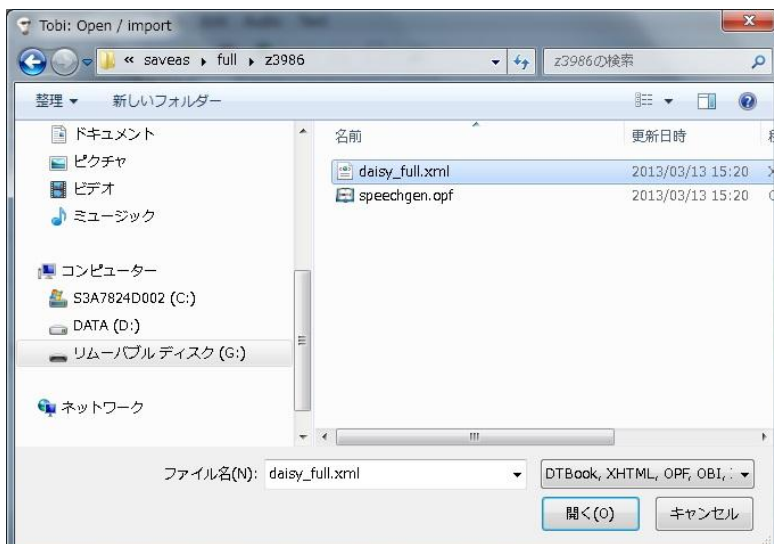 Tobi: Open / import
« saveas ▸ full ▸ z3986
z3986の検索
整理 ▼ 新しいフォルダー
ドキュメント
ピクチャ
ビデオ
ミュージック
コンピューター
S3A7824D002 (C:)
DATA (D:)
リムーバブル ディスク (G:)
ネットワーク
名前 更新日時
daisy_full.xml 2013/03/13 15:20
speechgen.opf 2013/03/13 15:20
ファイル名(N): daisy_full.xml
DTBook, XHTML, OPF, OBI,
開く(O) キャンセル